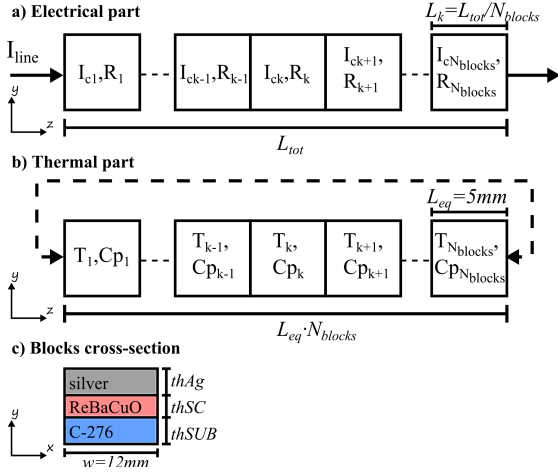 a) Electrical part
L_k=L_tot/N_blocks
I_line
I_c1,R_1
I_ck-1,R_k-1
I_ck,R_k
I_ck+1,
R_k+1
I_cN_blocks,
R_N_blocks
y
z
L_tot
b) Thermal part
L_eq=5mm
T_1,Cp_1
T_k-1,
Cp_k-1
T_k,
Cp_k
T_k+1,
Cp_k+1
T_N_blocks,
Cp_N_blocks
y
z
L_eq·N_blocks
c) Blocks cross-section
silver
thAg
ReBaCuO
thSC
C-276
thSUB
y
x
w=12mm